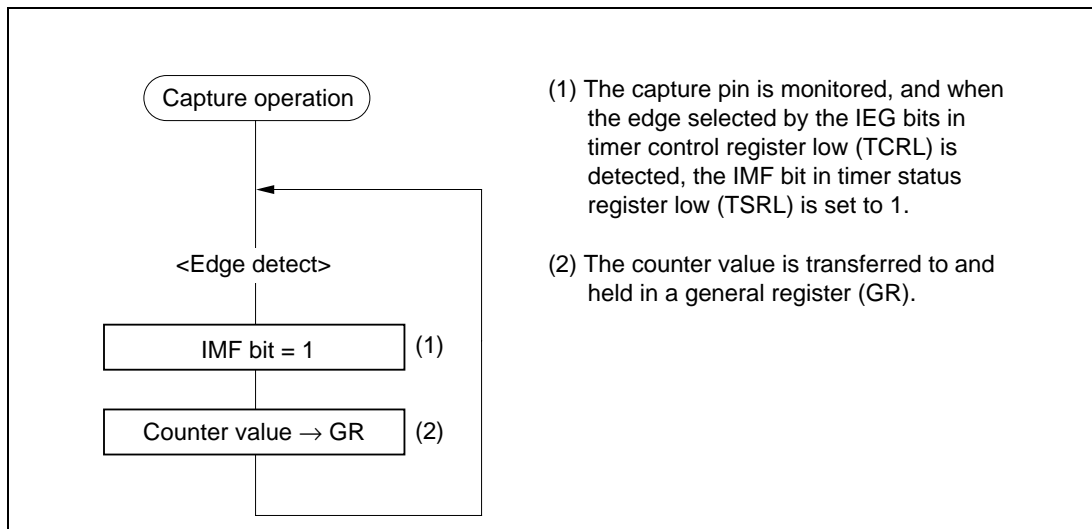 Capture operation
<Edge detect>
IMF bit = 1
(1)
Counter value → GR
(2)
(1) The capture pin is monitored, and when
the edge selected by the IEG bits in
timer control register low (TCRL) is
detected, the IMF bit in timer status
register low (TSRL) is set to 1.
(2) The counter value is transferred to and
held in a general register (GR).